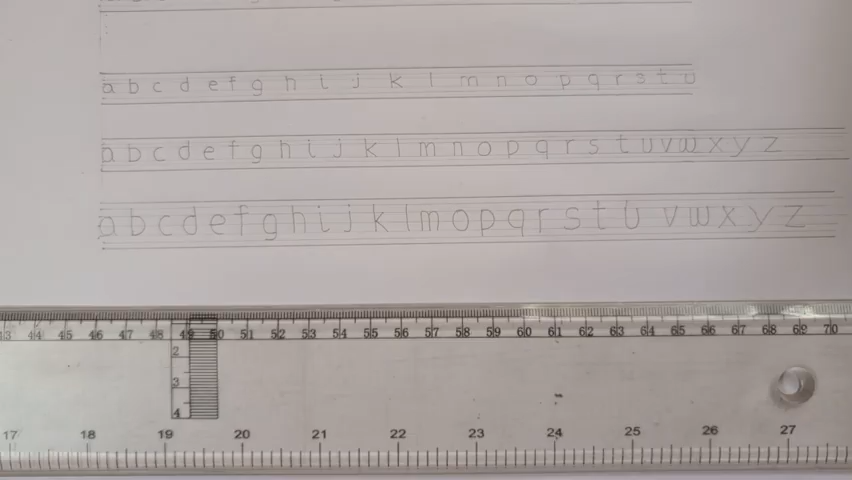 a b c d e f g h i j k l m n o p q r s t u
a b c d e f g h i j k l m n o p q r s t u v w x y z
a b c d e f g h i j k l m o p q r s t u v w x y z
43 44 45 46 47 48 49 50 51 52 53 54 55 56 57 58 59 60 61 62 63 64 65 66 67 68 69 70
2
3
4
17 18 19 20 21 22 23 24 25 26 27